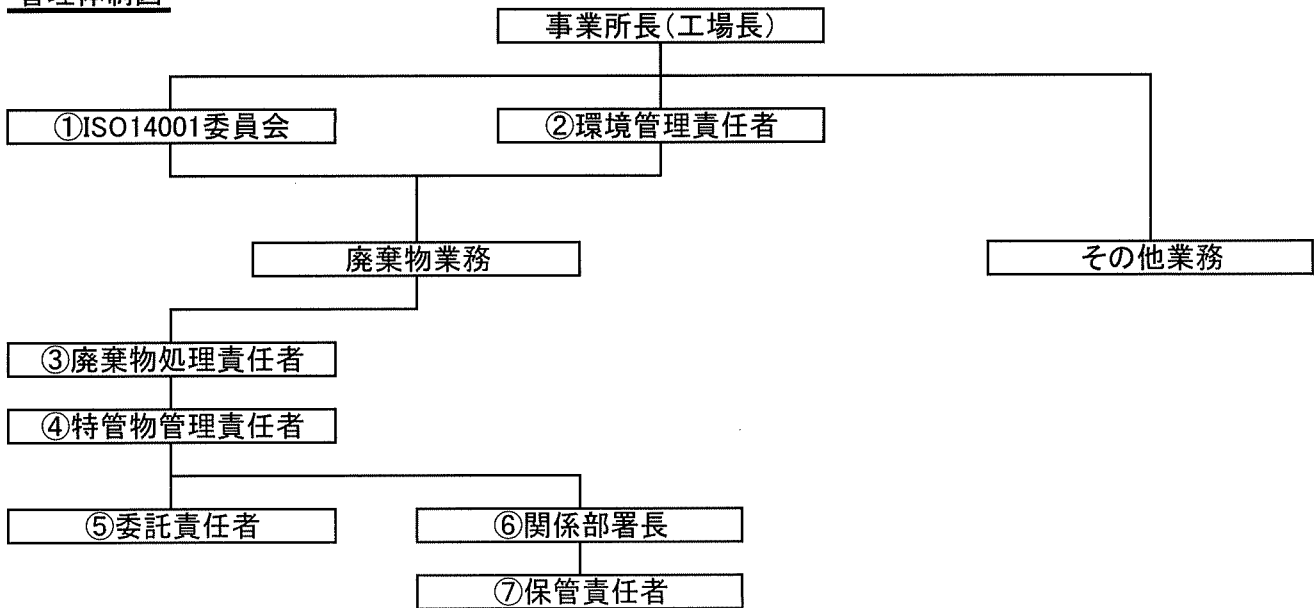 管理体制図
事業所長(工場長)
①ISO14001委員会
②環境管理責任者
廃棄物業務
その他業務
③廃棄物処理責任者
④特管物管理責任者
⑤委託責任者
⑥関係部署長
⑦保管責任者